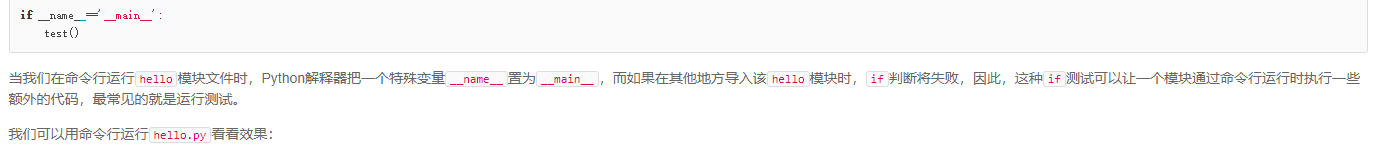 if __name__=='__main__':
    test()
当我们在命令行运行hello模块文件时，Python解释器把一个特殊变量__name__置为__main__，而如果在其他地方导入该hello模块时，if判断将失败，因此，这种if测试可以让一个模块通过命令行运行时执行一些
额外的代码，最常见的就是运行测试。
我们可以用命令行运行hello.py看看效果：